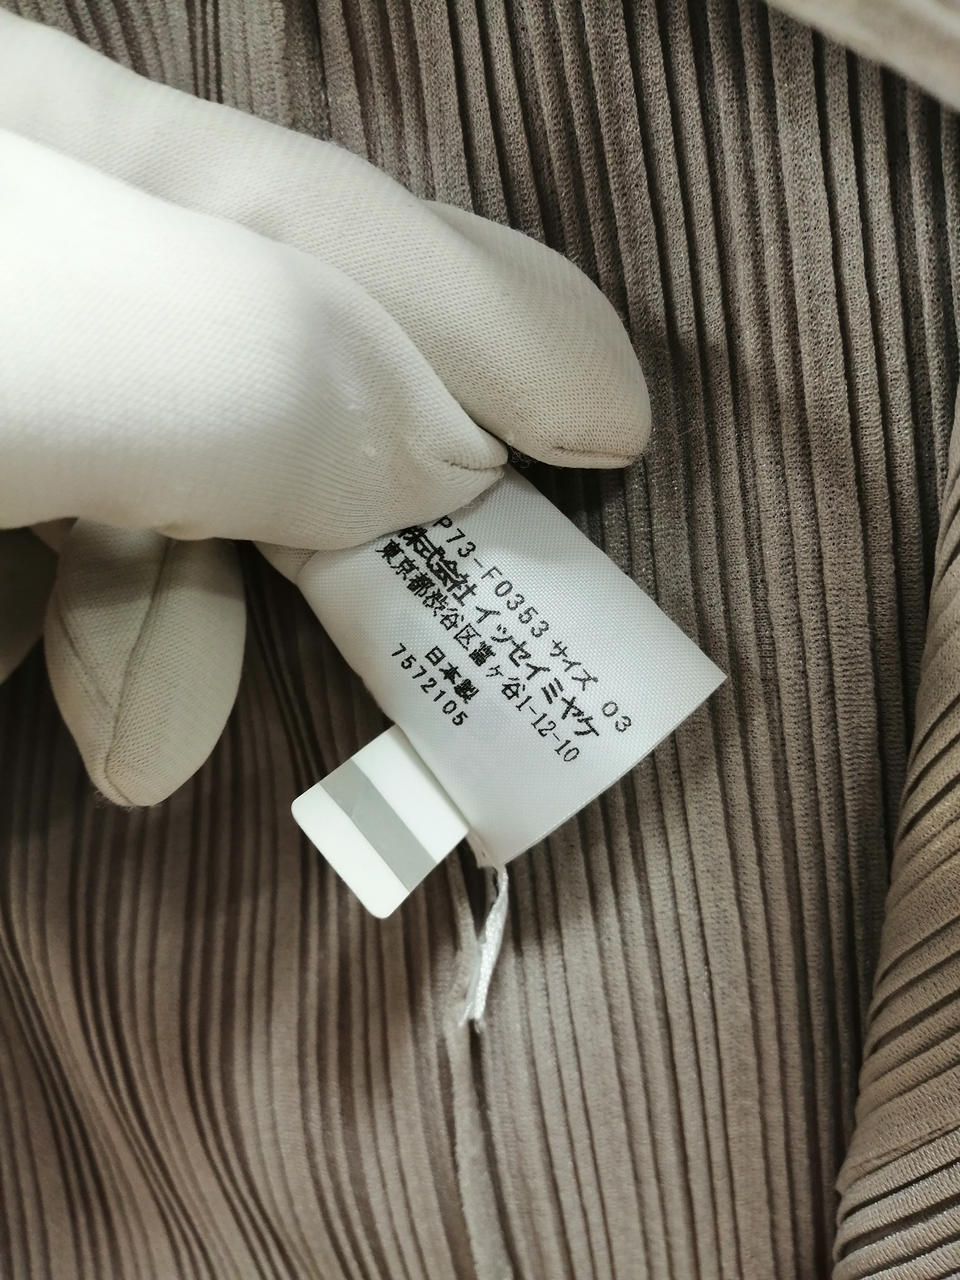 P73-F0353 サイズ 03
株式会社 イッセイミヤケ
東京都渋谷区富ヶ谷1-12-10
日本製
7572105